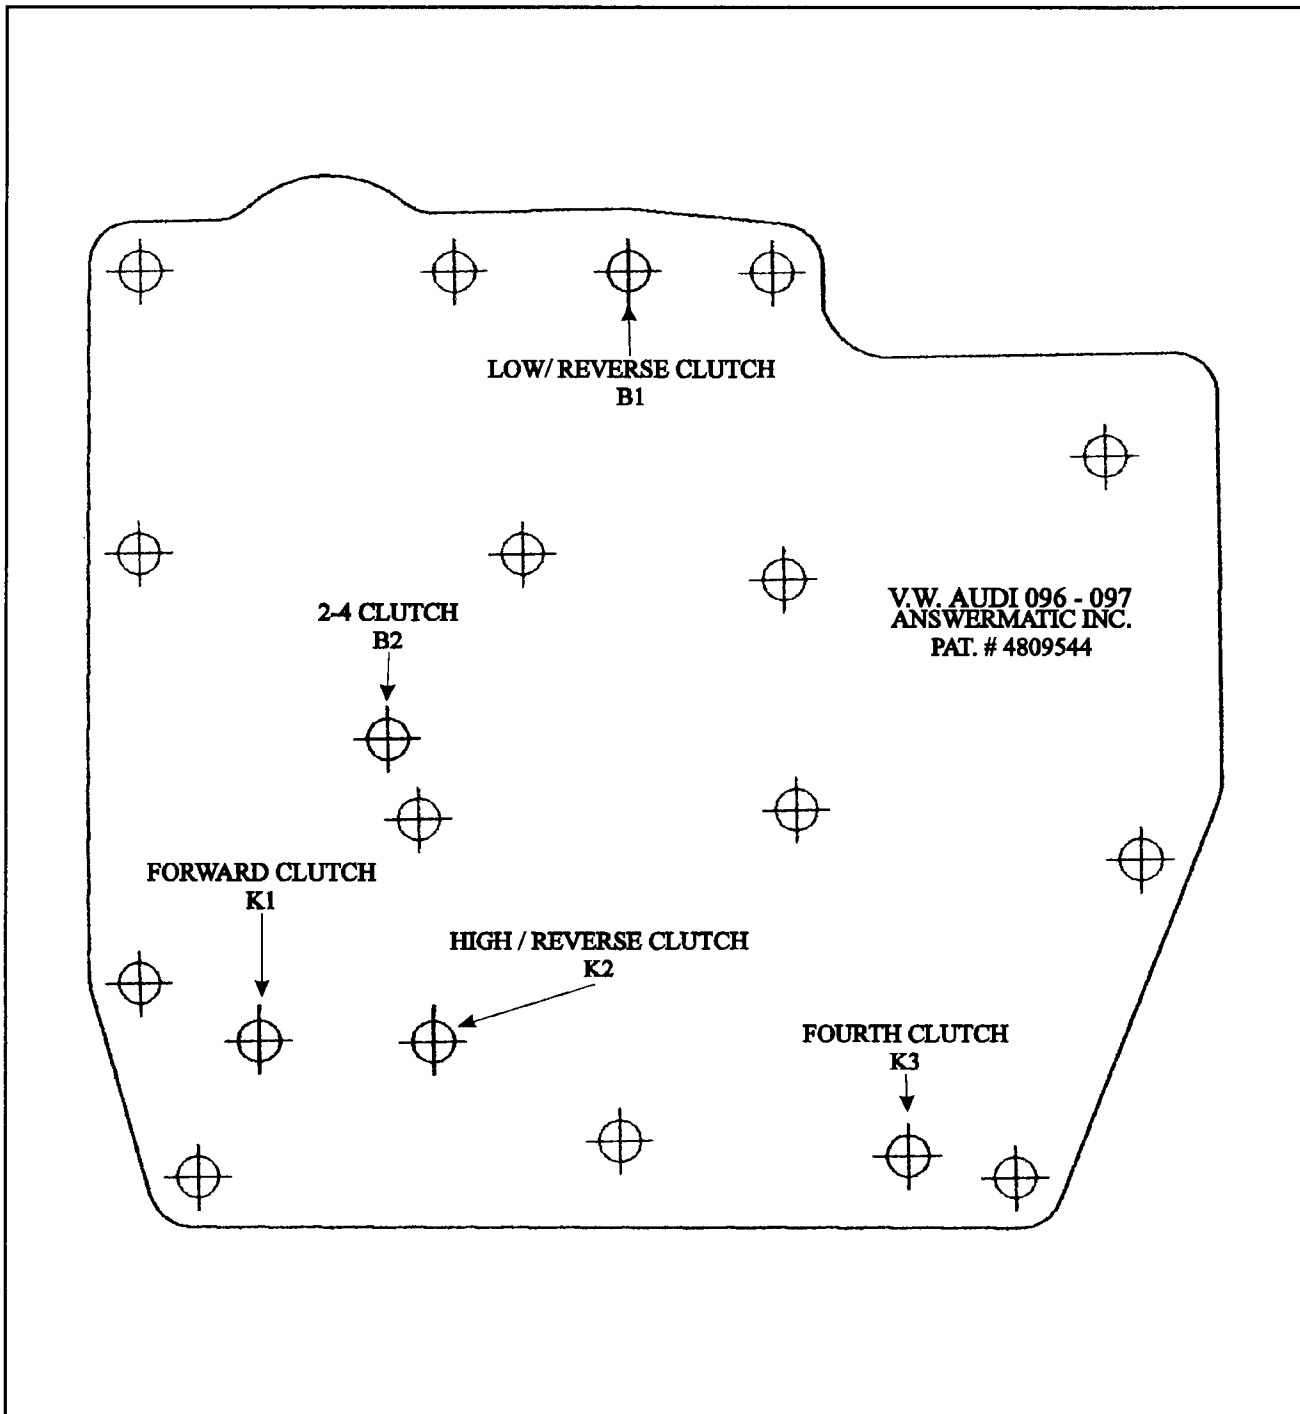 LOW/ REVERSE CLUTCH
B1
V.W. AUDI 096 - 097
ANSWERMATIC INC.
PAT. # 4809544
2-4 CLUTCH
B2
FORWARD CLUTCH
K1
HIGH / REVERSE CLUTCH
K2
FOURTH CLUTCH
K3